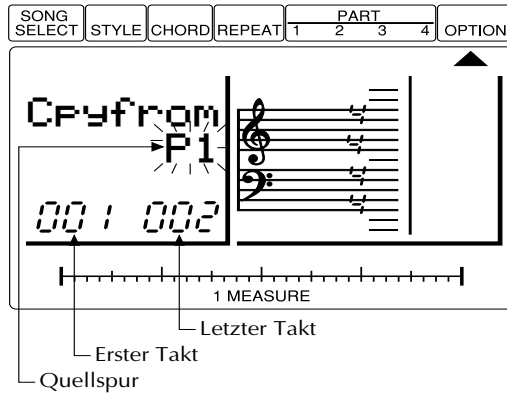 SONG SELECT STYLE CHORD REPEAT PART 1 2 3 4 OPTION
Cpyfrom
P1
001 002
1 MEASURE
Letzter Takt
Erster Takt
Quellspur